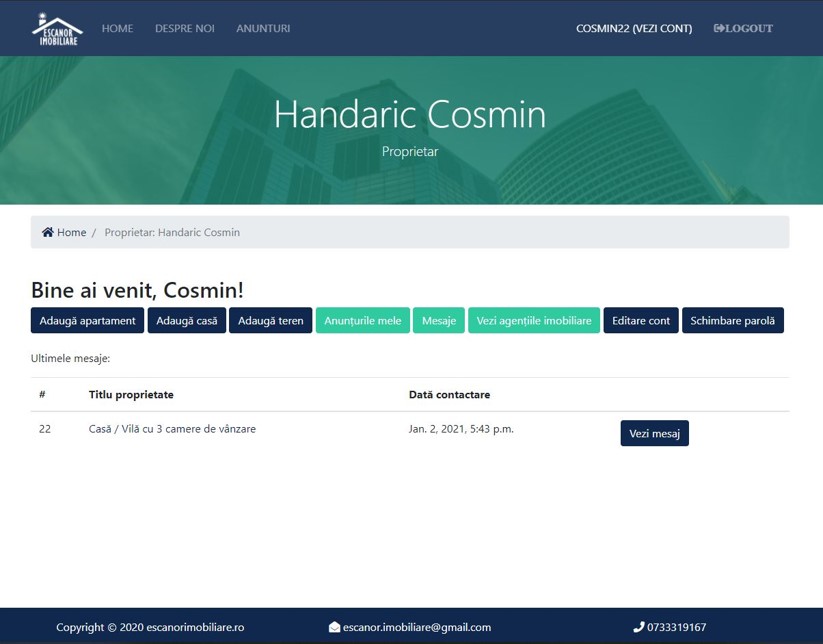 ESCANOR
IMOBILIARE
HOME DESPRE NOI ANUNTURI COSMIN22 (VEZI CONT) LOGOUT
Handaric Cosmin
Proprietar
Home / Proprietar: Handaric Cosmin
Bine ai venit, Cosmin!
Adaugă apartament Adaugă casă Adaugă teren Anunțurile mele Mesaje Vezi agențiile imobiliare Editare cont Schimbare parolă
Ultimele mesaje:
# Titlu proprietate Dată contactare
22 Casă / Vilă cu 3 camere de vânzare Jan. 2, 2021, 5:43 p.m. Vezi mesaj
Copyright © 2020 escanorimobiliare.ro escanor.imobiliare@gmail.com 0733319167